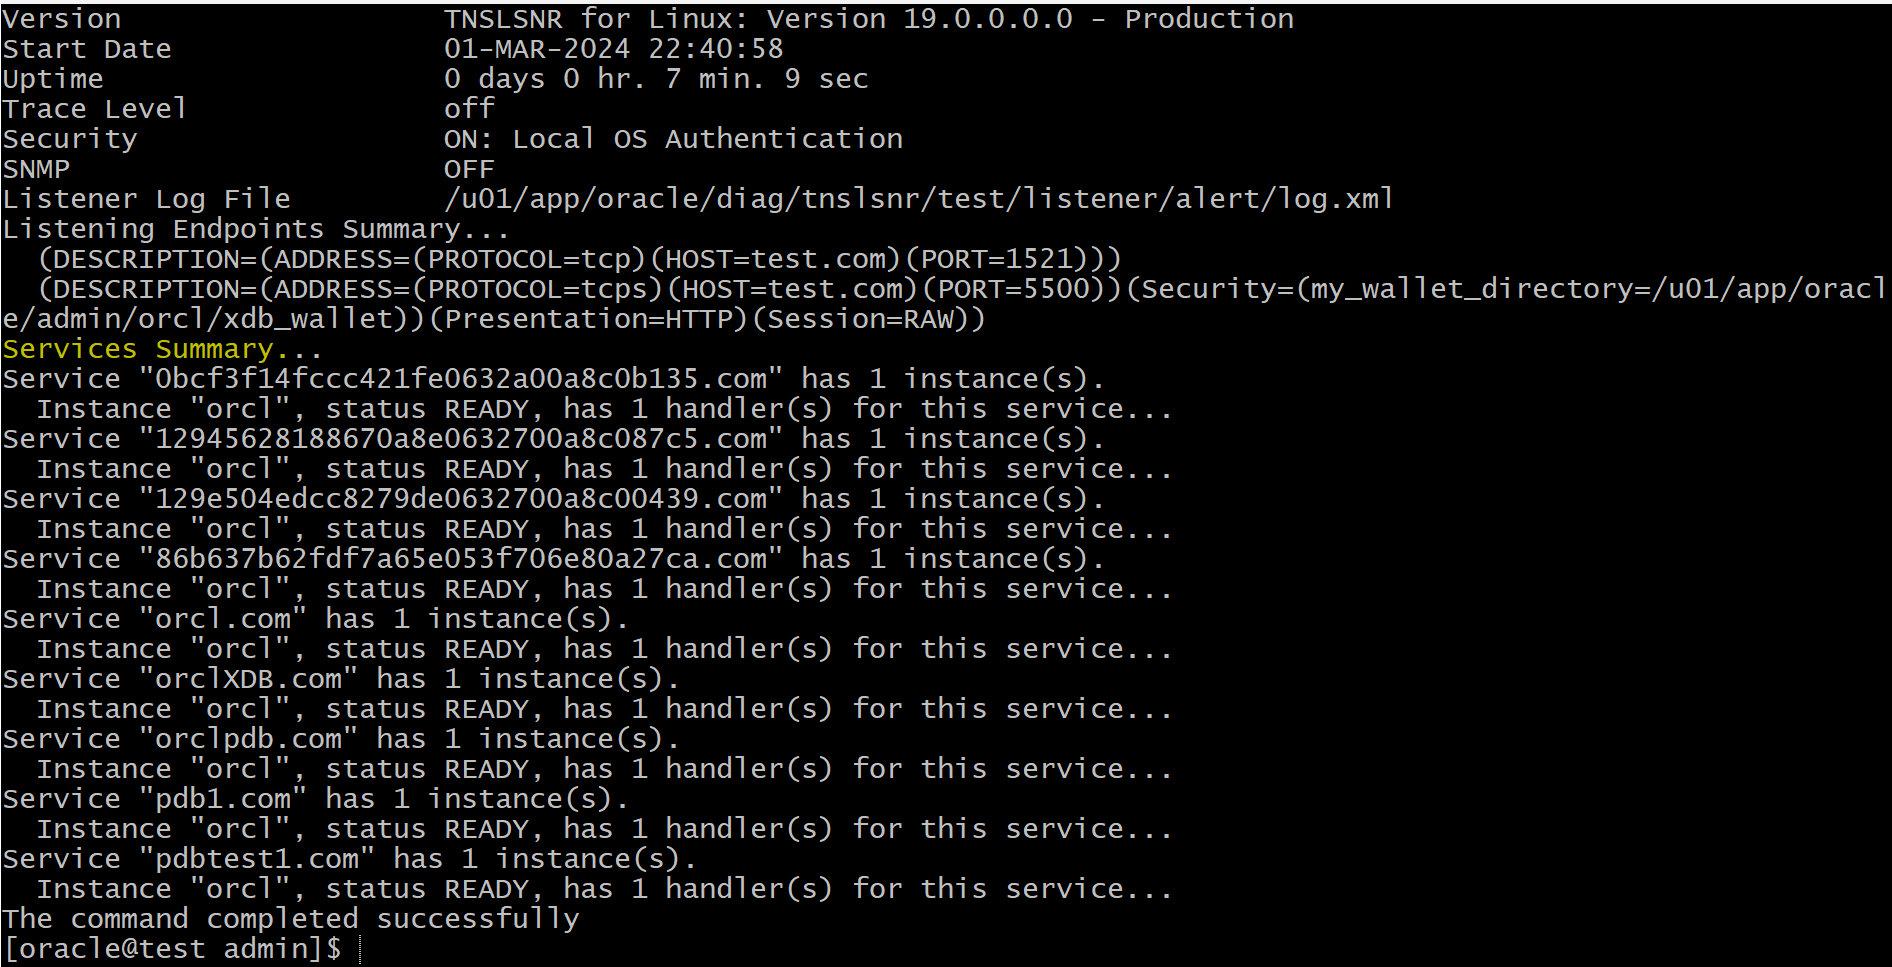 Version                   TNSLSNR for Linux: Version 19.0.0.0.0 - Production
Start Date                01-MAR-2024 22:40:58
Uptime                    0 days 0 hr. 7 min. 9 sec
Trace Level               off
Security                  ON: Local OS Authentication
SNMP                      OFF
Listener Log File         /u01/app/oracle/diag/tnslsnr/test/listener/alert/log.xml
Listening Endpoints Summary...
  (DESCRIPTION=(ADDRESS=(PROTOCOL=tcp)(HOST=test.com)(PORT=1521)))
  (DESCRIPTION=(ADDRESS=(PROTOCOL=tcps)(HOST=test.com)(PORT=5500))(Security=(my_wallet_directory=/u01/app/oracl
e/admin/orcl/xdb_wallet))(Presentation=HTTP)(Session=RAW))
Services Summary...
Service "0bcf3f14fccc421fe0632a00a8c0b135.com" has 1 instance(s).
  Instance "orcl", status READY, has 1 handler(s) for this service...
Service "12945628188670a8e0632700a8c087c5.com" has 1 instance(s).
  Instance "orcl", status READY, has 1 handler(s) for this service...
Service "129e504edcc8279de0632700a8c00439.com" has 1 instance(s).
  Instance "orcl", status READY, has 1 handler(s) for this service...
Service "86b637b62fdf7a65e053f706e80a27ca.com" has 1 instance(s).
  Instance "orcl", status READY, has 1 handler(s) for this service...
Service "orcl.com" has 1 instance(s).
  Instance "orcl", status READY, has 1 handler(s) for this service...
Service "orclXDB.com" has 1 instance(s).
  Instance "orcl", status READY, has 1 handler(s) for this service...
Service "orclpdb.com" has 1 instance(s).
  Instance "orcl", status READY, has 1 handler(s) for this service...
Service "pdb1.com" has 1 instance(s).
  Instance "orcl", status READY, has 1 handler(s) for this service...
Service "pdbtest1.com" has 1 instance(s).
  Instance "orcl", status READY, has 1 handler(s) for this service...
The command completed successfully
[oracle@test admin]$